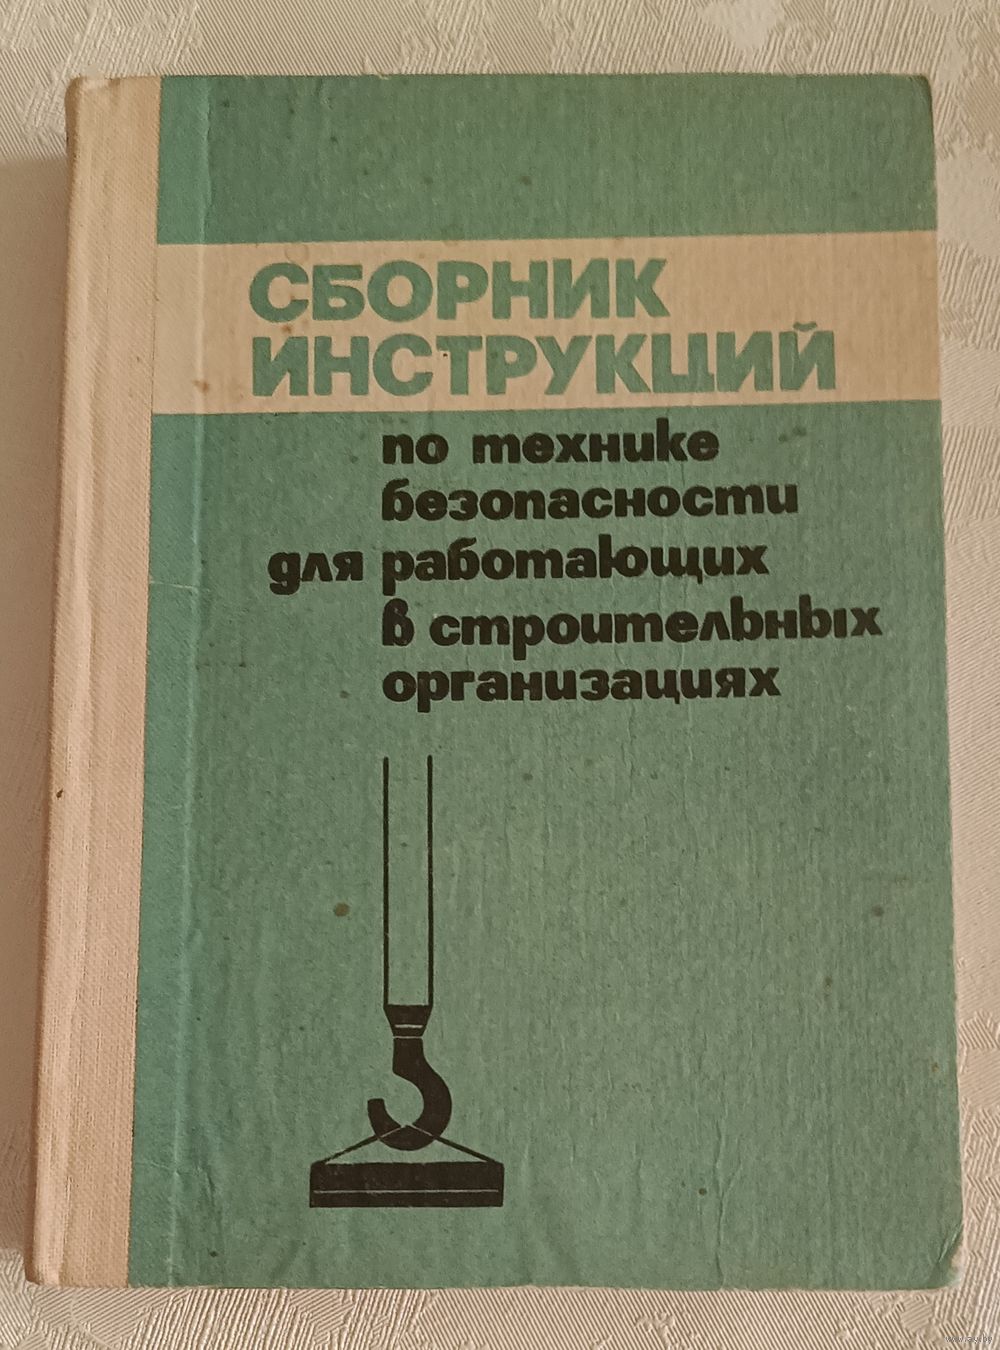 СБОРНИК
ИНСТРУКЦИЙ
по технике
безопасности
для работающих
в строительных
организациях